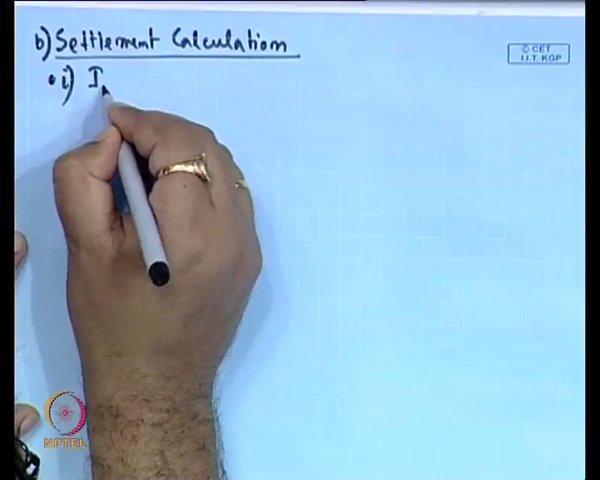 b) Settlement Calculation
© CET
I.I.T. KGP
• i) I
NPTEL